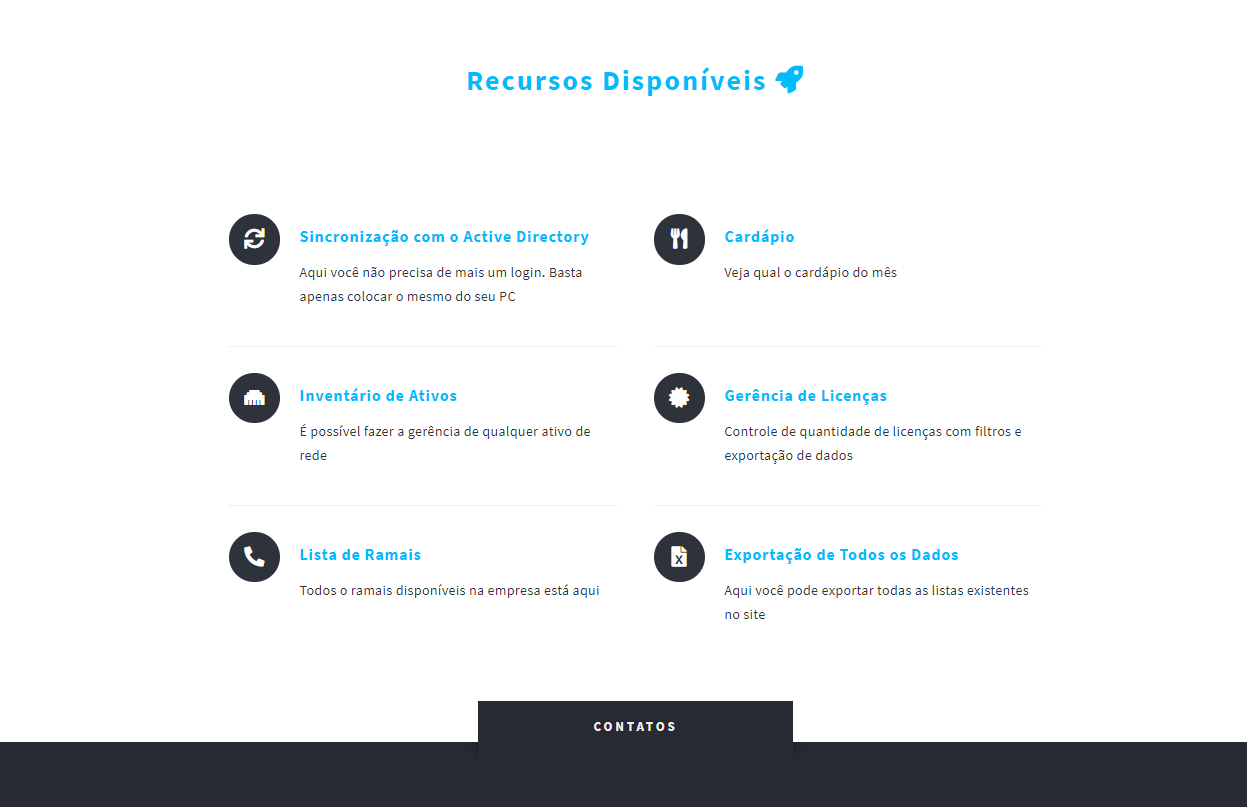 Recursos Disponíveis
Sincronização com o Active Directory
Aqui você não precisa de mais um login. Basta
apenas colocar o mesmo do seu PC
Cardápio
Veja qual o cardápio do mês
Inventário de Ativos
É possível fazer a gerência de qualquer ativo de
rede
Gerência de Licenças
Controle de quantidade de licenças com filtros e
exportação de dados
Lista de Ramais
Todos o ramais disponíveis na empresa está aqui
Exportação de Todos os Dados
Aqui você pode exportar todas as listas existentes
no site
CONTATOS